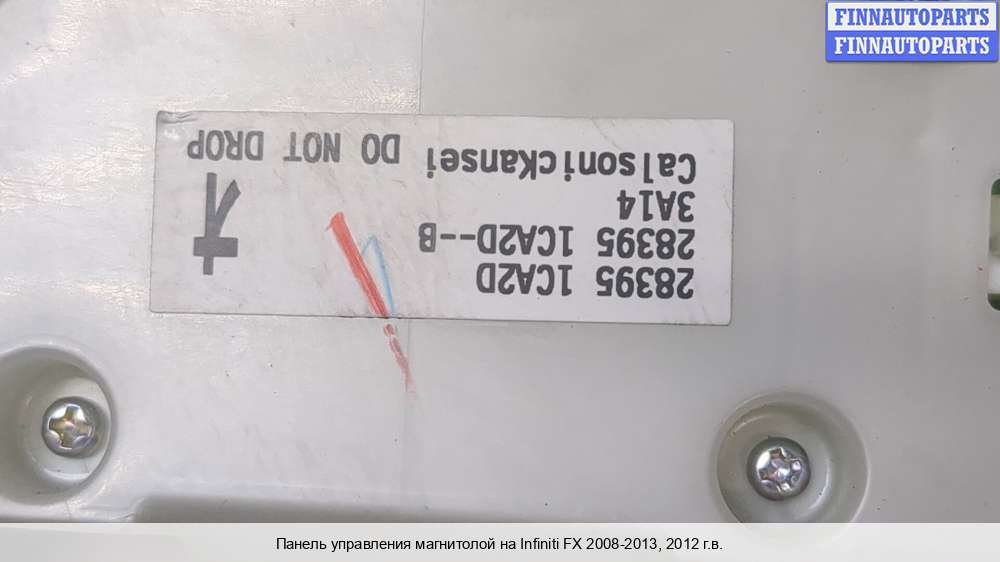 FINNAUTOPARTS
FINNAUTOPARTS
28395 1CA2D
28395 1CA2D--B
3A14
CalsonicKansei DO NOT DROP
Панель управления магнитолой на Infiniti FX 2008-2013, 2012 г.в.